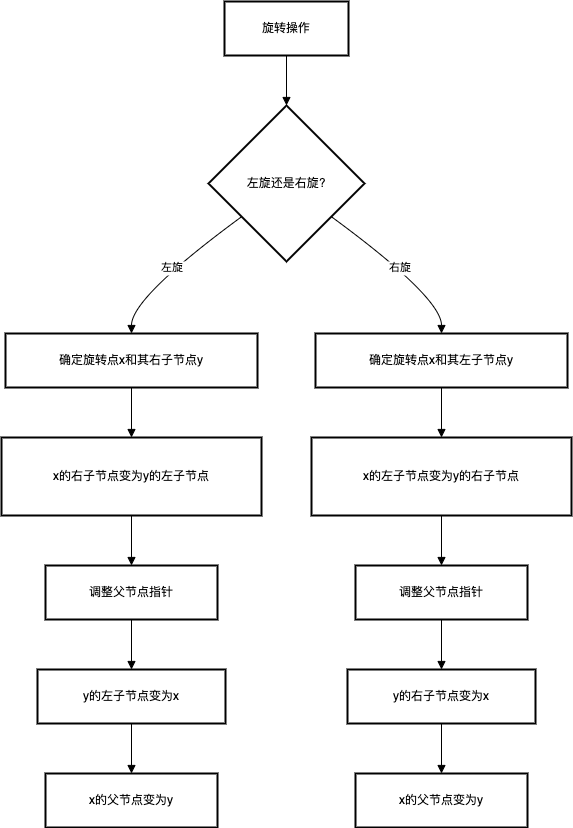 旋转操作
左旋还是右旋?
左旋
右旋
确定旋转点x和其右子节点y
确定旋转点x和其左子节点y
x的右子节点变为y的左子节点
x的左子节点变为y的右子节点
调整父节点指针
调整父节点指针
y的左子节点变为x
y的右子节点变为x
x的父节点变为y
x的父节点变为y